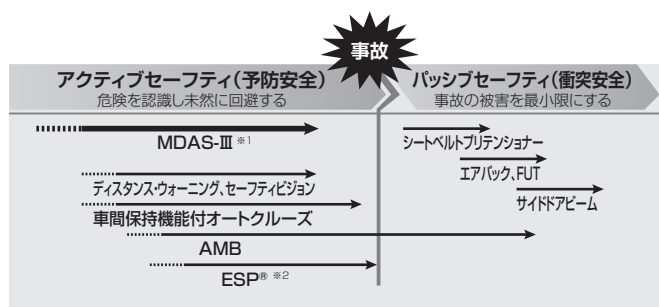 事故
アクティブセーフティ(予防安全)
危険を認識し未然に回避する
パッシブセーフティ(衝突安全)
事故の被害を最小限にする
MDAS-Ⅲ ※1
シートベルトプリテンショナー
ディスタンス・ウォーニング、セーフティビジョン
エアバック、FUT
車間保持機能付オートクルーズ
サイドドアビーム
AMB
ESP® ※2